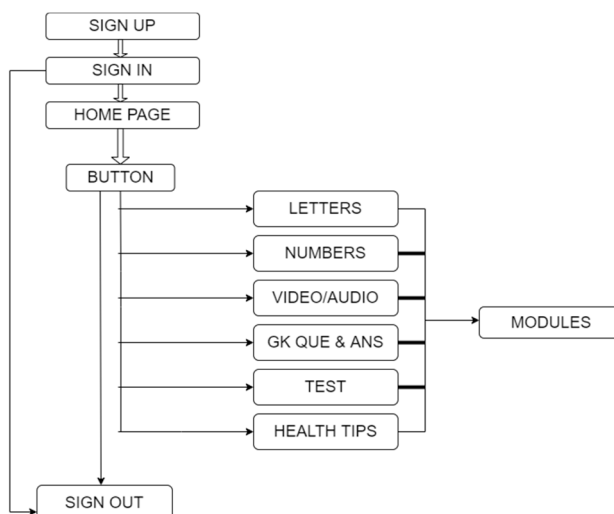 SIGN UP
SIGN IN
HOME PAGE
BUTTON
LETTERS
NUMBERS
VIDEO/AUDIO
GK QUE & ANS
TEST
HEALTH TIPS
MODULES
SIGN OUT